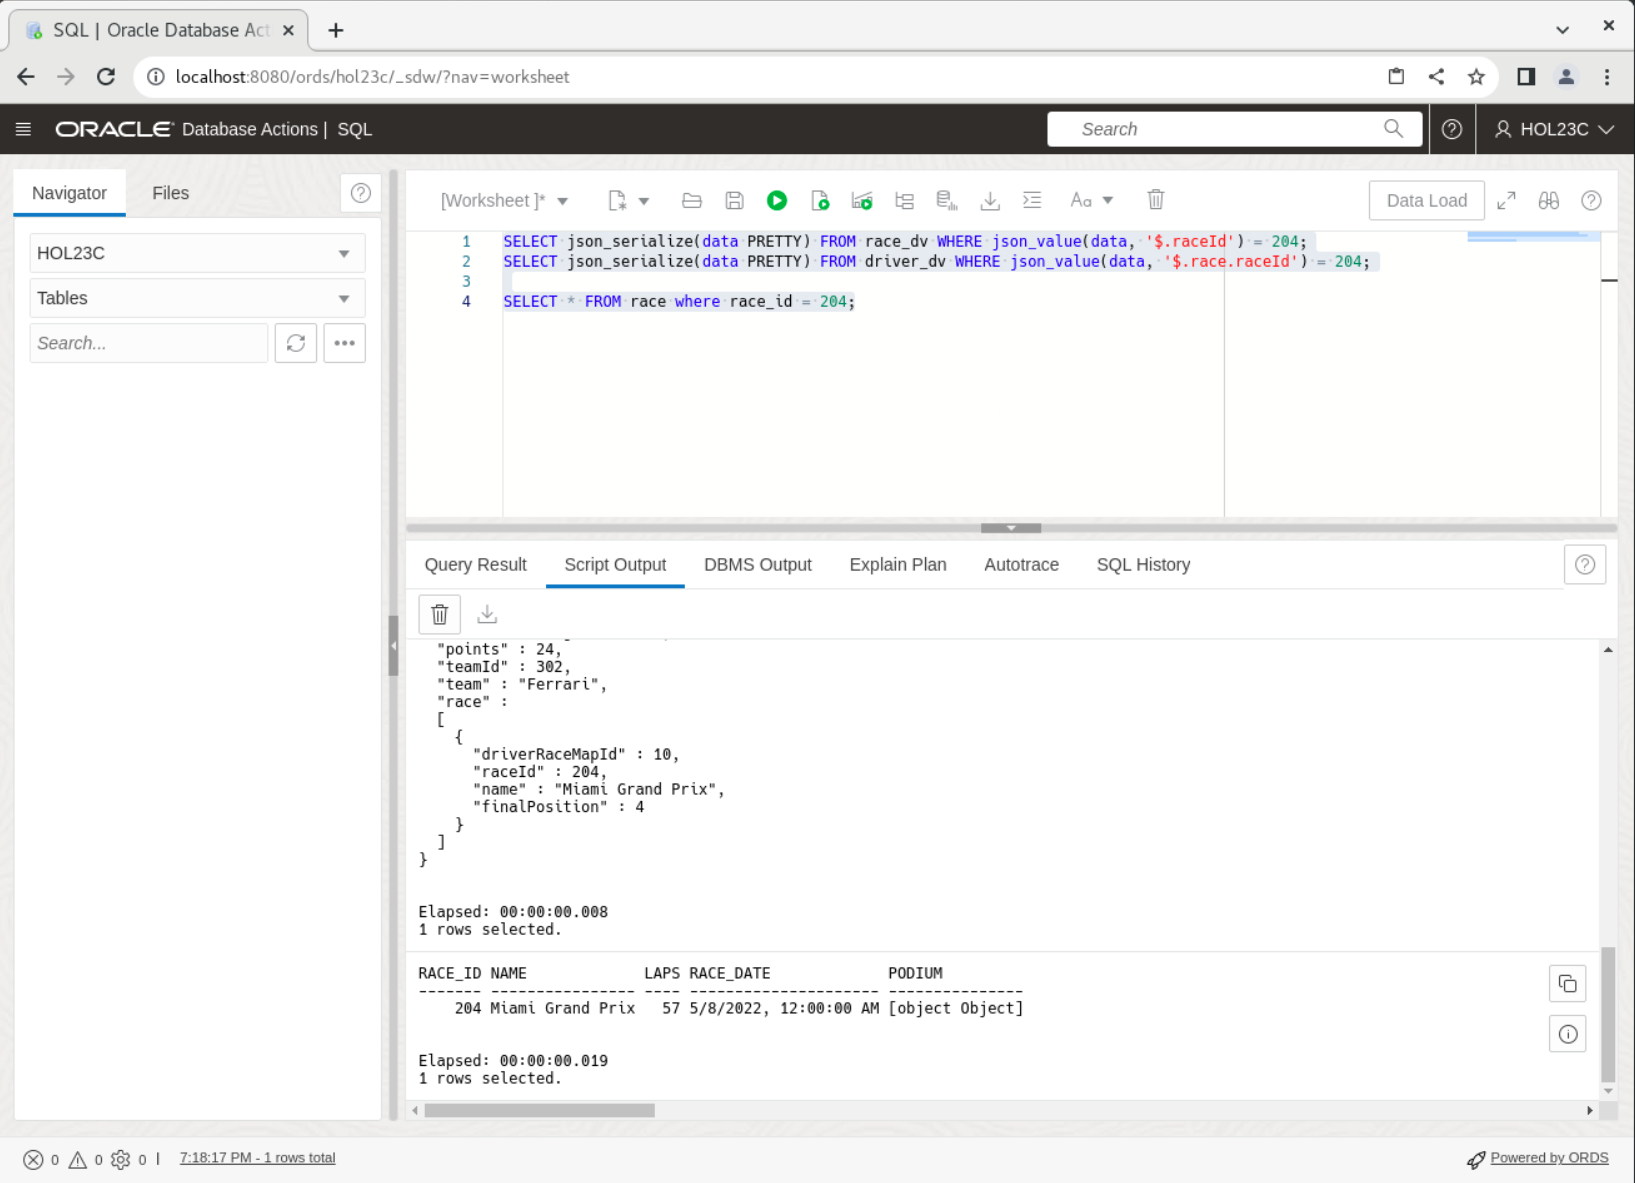 SQL | Oracle Database Act
localhost:8080/ords/hol23c/_sdw/?nav=worksheet
ORACLE Database Actions | SQL
Search
HOL23C
Navigator
Files
HOL23C
Tables
Search...
[Worksheet ]*
Aa
Data Load
1 SELECT json_serialize(data PRETTY) FROM race_dv WHERE json_value(data, '$.raceId') = 204;
2 SELECT json_serialize(data PRETTY) FROM driver_dv WHERE json_value(data, '$.race.raceId') = 204;
3
4 SELECT * FROM race where race_id = 204;
Query Result
Script Output
DBMS Output
Explain Plan
Autotrace
SQL History
"points" : 24,
"teamId" : 302,
"team" : "Ferrari",
"race" :
[
{
"driverRaceMapId" : 10,
"raceId" : 204,
"name" : "Miami Grand Prix",
"finalPosition" : 4
}
]
}
Elapsed: 00:00:00.008
1 rows selected.
RACE_ID NAME LAPS RACE_DATE PODIUM
------- ---------------- ---- --------------------- ---------------
204 Miami Grand Prix 57 5/8/2022, 12:00:00 AM [object Object]
Elapsed: 00:00:00.019
1 rows selected.
0 0 0 | 7:18:17 PM - 1 rows total
Powered by ORDS